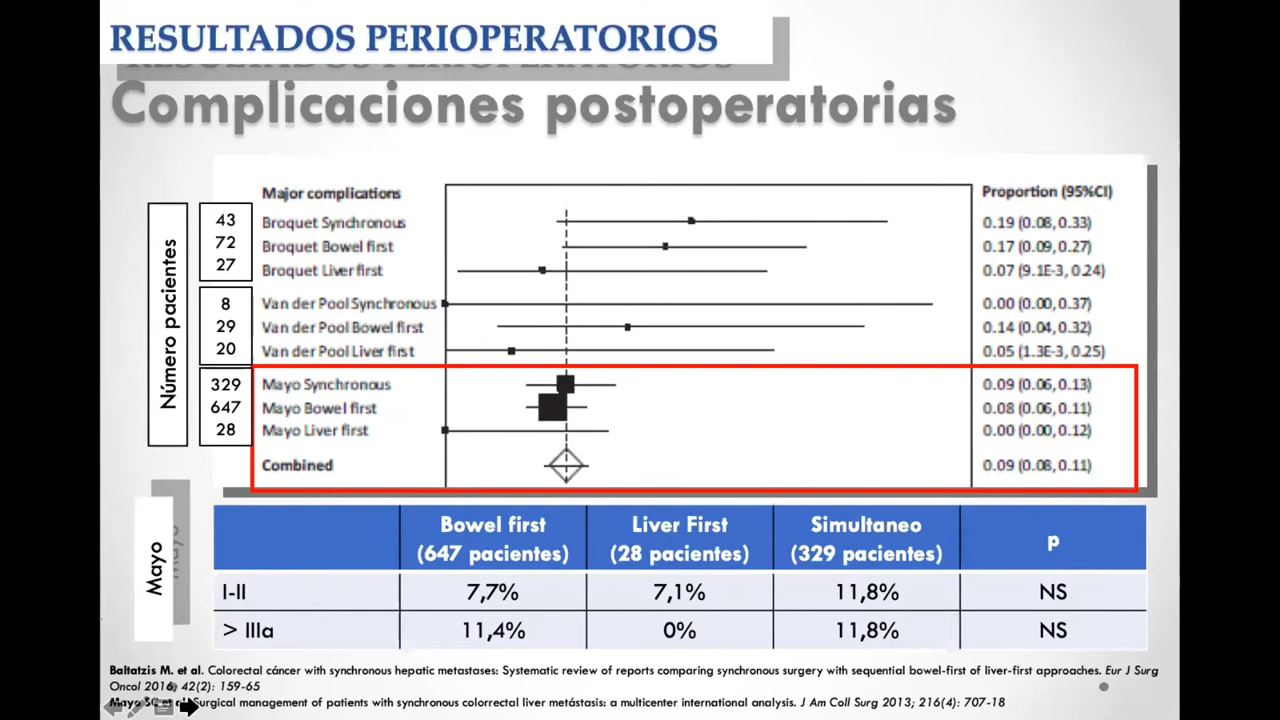 RESULTADOS PERIOPERATORIOS
Complicaciones postoperatorias
Número pacientes
Major complicationsProportion (95%CI)
43 Broquet Synchronous 0.19 (0.08, 0.33)
72 Broquet Bowel first 0.17 (0.09, 0.27)
27 Broquet Liver first 0.07 (9.1E-3, 0.24)
8 Van der Pool Synchronous 0.00 (0.00, 0.37)
29 Van der Pool Bowel first 0.14 (0.04, 0.32)
20 Van der Pool Liver first 0.05 (1.3E-3, 0.25)
329 Mayo Synchronous 0.09 (0.06, 0.13)
647 Mayo Bowel first 0.08 (0.06, 0.11)
28 Mayo Liver first 0.00 (0.00, 0.12)
Combined 0.09 (0.08, 0.11)
Mayo
Bowel first Liver First Simultaneo p
(647 pacientes) (28 pacientes) (329 pacientes)
I-II 7,7% 7,1% 11,8% NS
> IIIa 11,4% 0% 11,8% NS
Baltatzis M. et al. Colorectal cáncer with synchronous hepatic metastases: Systematic review of reports comparing synchronous surgery with sequential bowel-first of liver-first approaches. Eur J Surg
Oncol 2016; 42(2): 159-65
Mayo SC et al. Surgical management of patients with synchronous colorrectal liver metástasis: a multicenter international analysis. J Am Coll Surg 2013; 216(4): 707-18